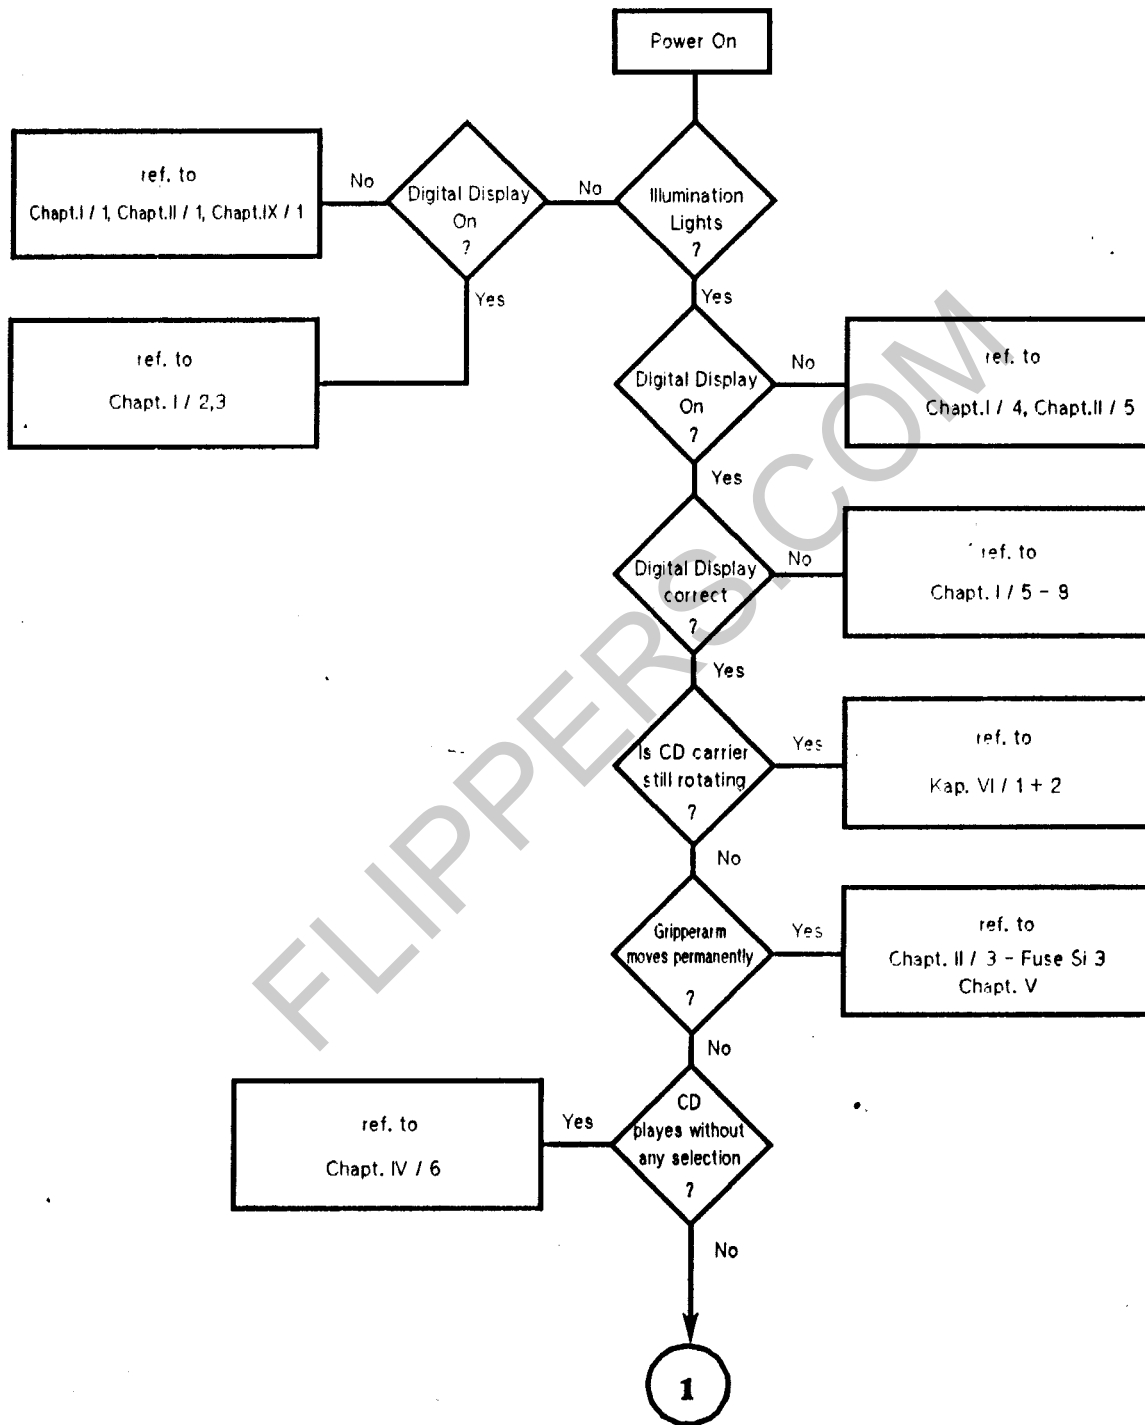 Power On
ref. to
Chapt.I / 1, Chapt.II / 1, Chapt.IX / 1
No
Digital Display
On
?
No
Illumination
Lights
?
Yes
Yes
ref. to
Chapt. I / 2,3
Digital Display
On
?
No
ref. to
Chapt.I / 4, Chapt.II / 5
Yes
Digital Display
correct
?
No
ref. to
Chapt. I / 5 -
Yes
Is CD carrier
still rotating
?
Yes
ref. to
Kap. VI / 1 + 2
No
Gripperarm
moves permanently
?
Yes
ref. to
Chapt. II / 3 - Fuse Si 3
Chapt. V
No
ref. to
Chapt. IV / 6
Yes
CD
playes without
any selection
?
No
1
FLIPPERS.COM